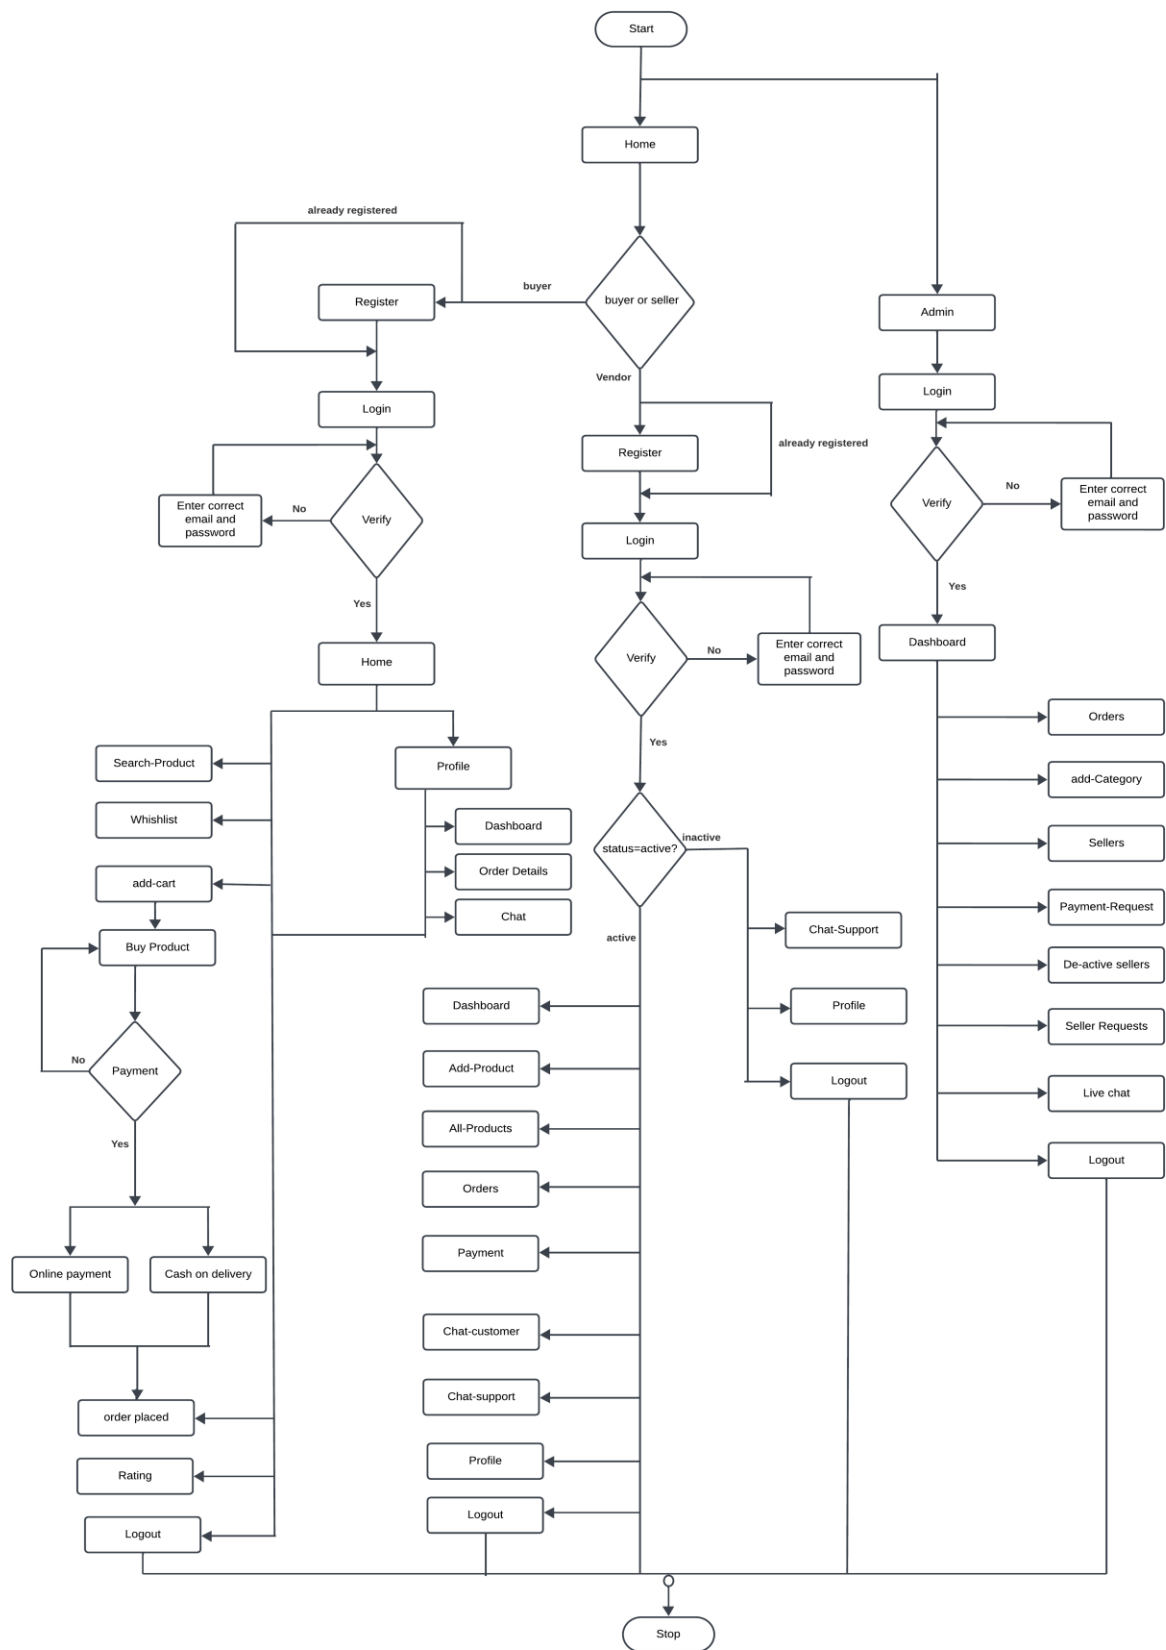 Start
Home
already registered
buyer
Register
buyer or seller
Admin
Vendor
Login
Login
already registered
Register
Enter correct
email and
password
No
Verify
Enter correct
email and
password
No
Verify
Login
Yes
Yes
Home
Dashboard
Verify
No
Enter correct
email and
password
Yes
Orders
Search-Product
Profile
add-Category
Whishlist
Dashboard
inactive
status=active?
Sellers
Order Details
add-cart
Payment-Request
Chat
Chat-Support
active
Buy Product
De-active sellers
Dashboard
Profile
Seller Requests
No
Payment
Add-Product
Logout
Live chat
All-Products
Yes
Logout
Orders
Payment
Online payment
Cash on delivery
Chat-customer
Chat-support
order placed
Profile
Rating
Logout
Logout
Stop